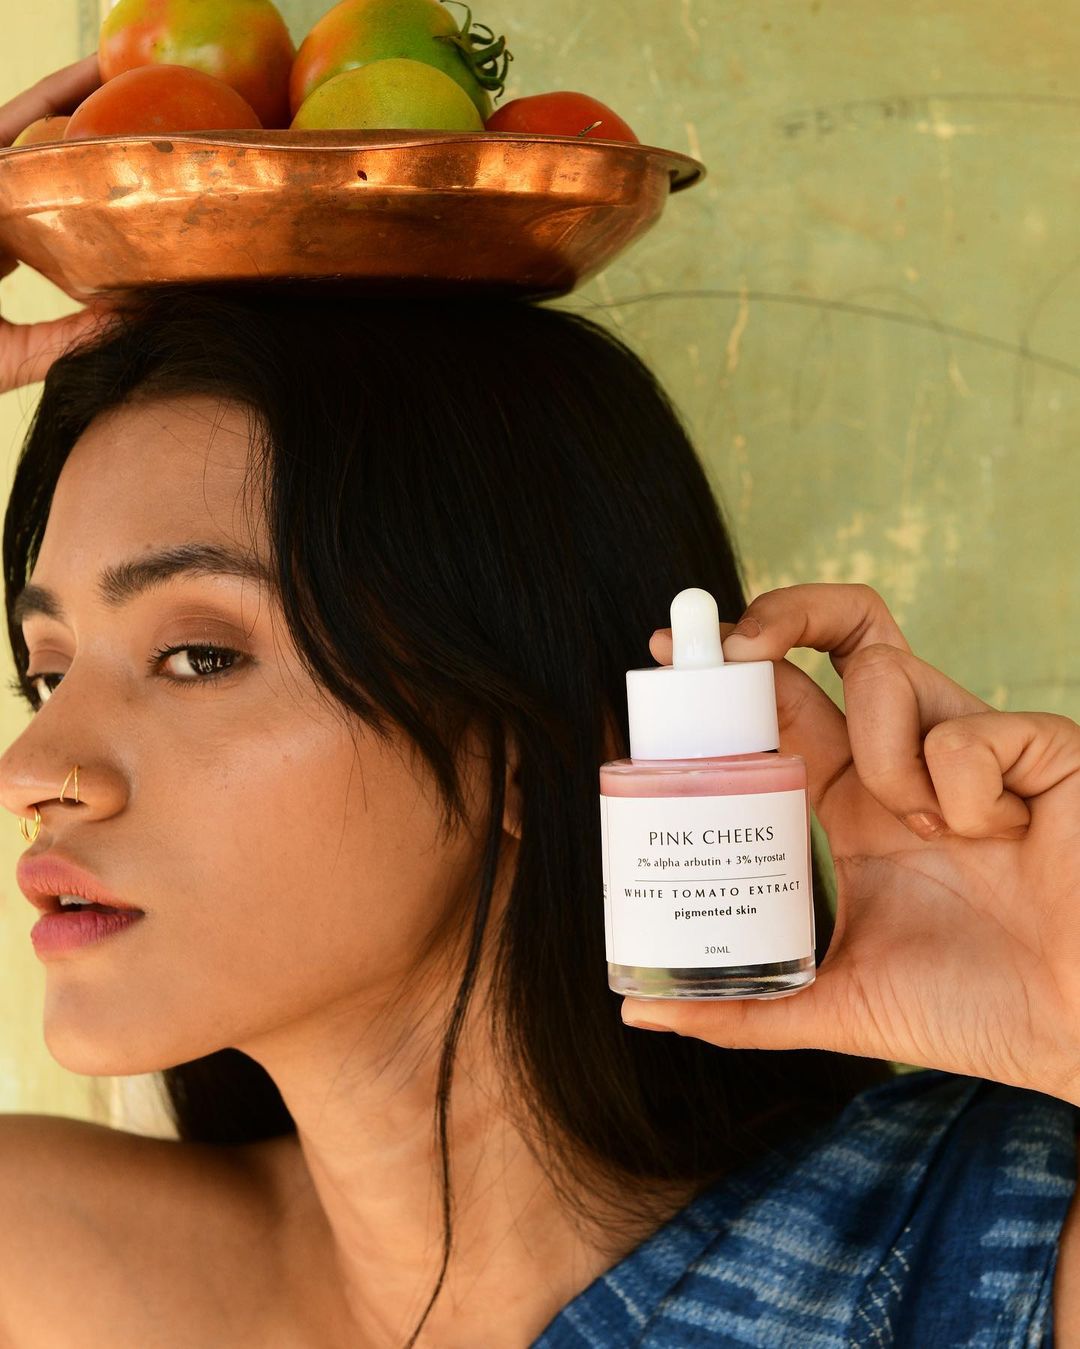 PINK CHEEKS
2% alpha arbutin + 3% tyrostat
WHITE TOMATO EXTRACT
pigmented skin
30ML